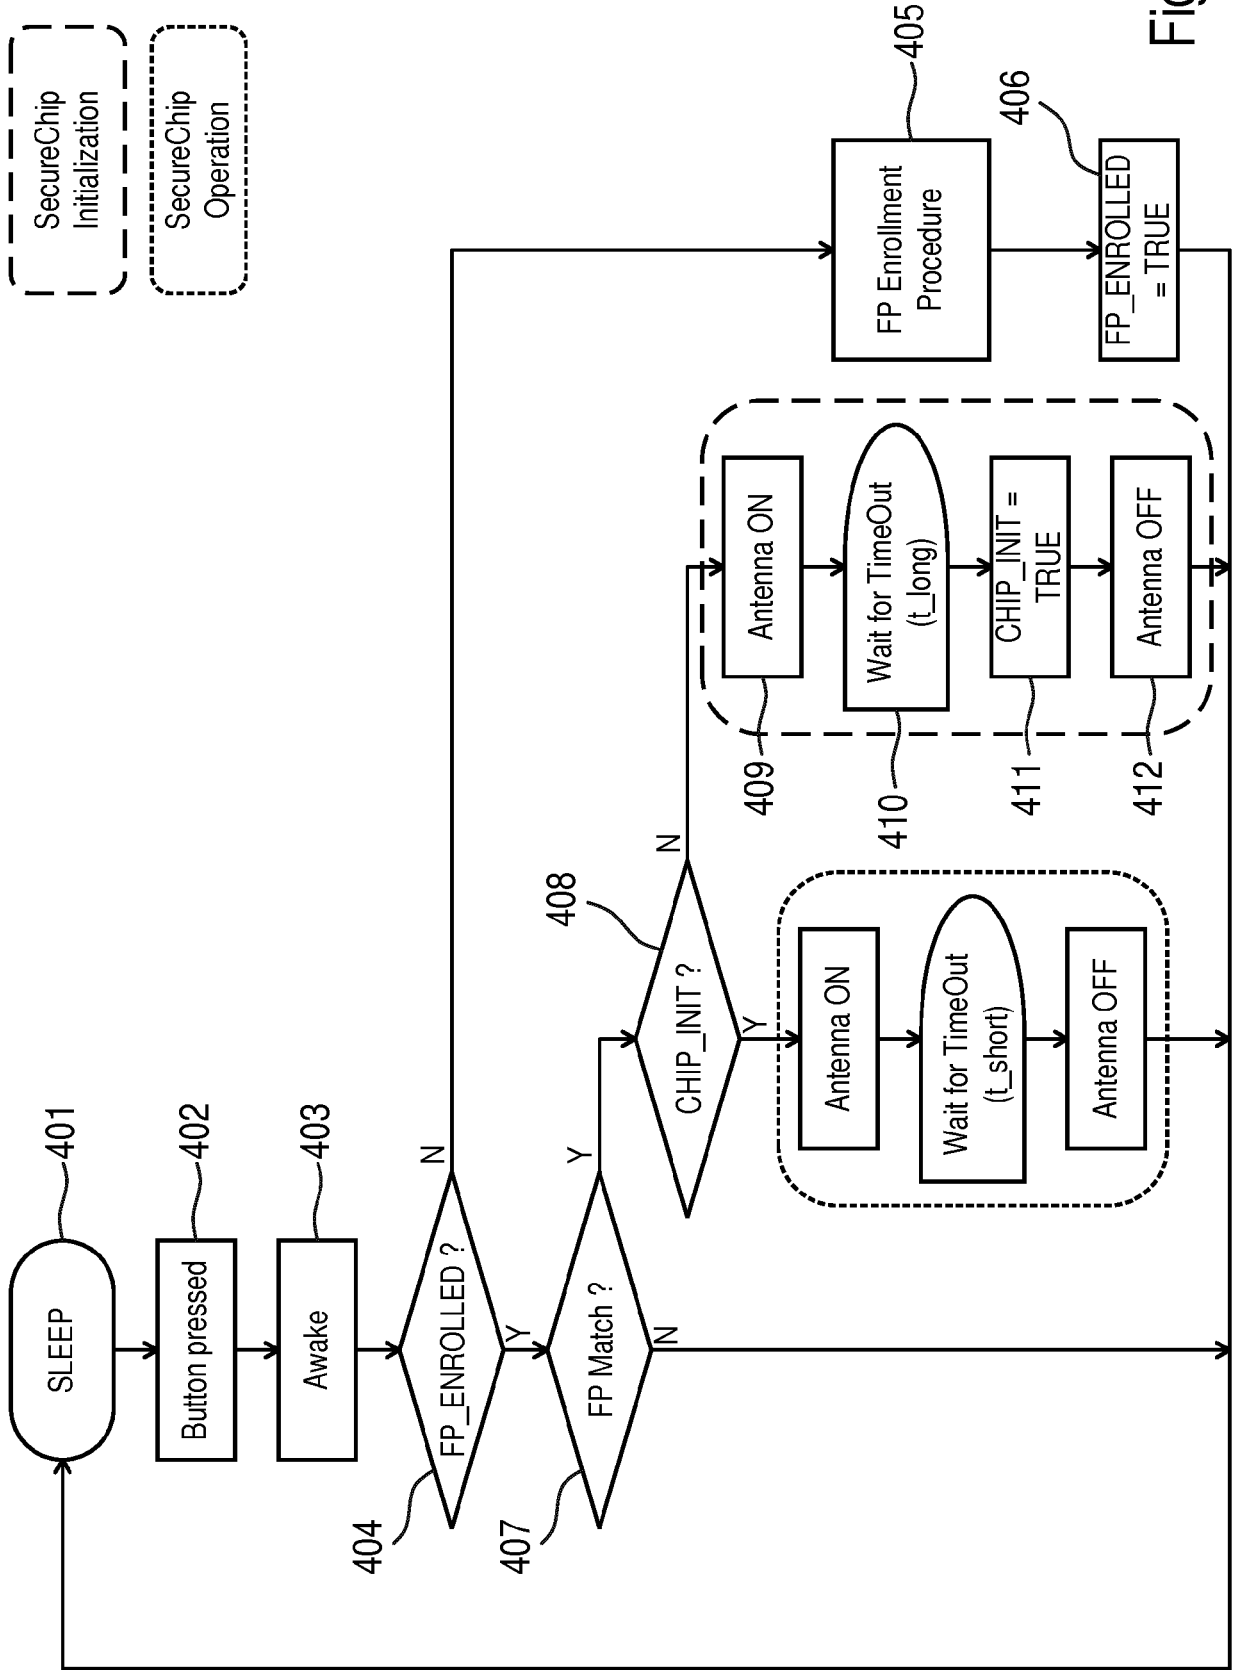 SecureChip
Initialization
SecureChip
Operation
SLEEP
401
Button pressed
402
Awake
403
FP_ENROLLED ?
404
N
Y
FP Match ?
407
Y
N
CHIP_INIT ?
408
N
Y
Antenna ON
Wait for TimeOut
(t_short)
Antenna OFF
Antenna ON
409
Wait for TimeOut
(t_long)
410
CHIP_INIT =
TRUE
411
Antenna OFF
412
FP Enrollment
Procedure
405
FP_ENROLLED
= TRUE
406